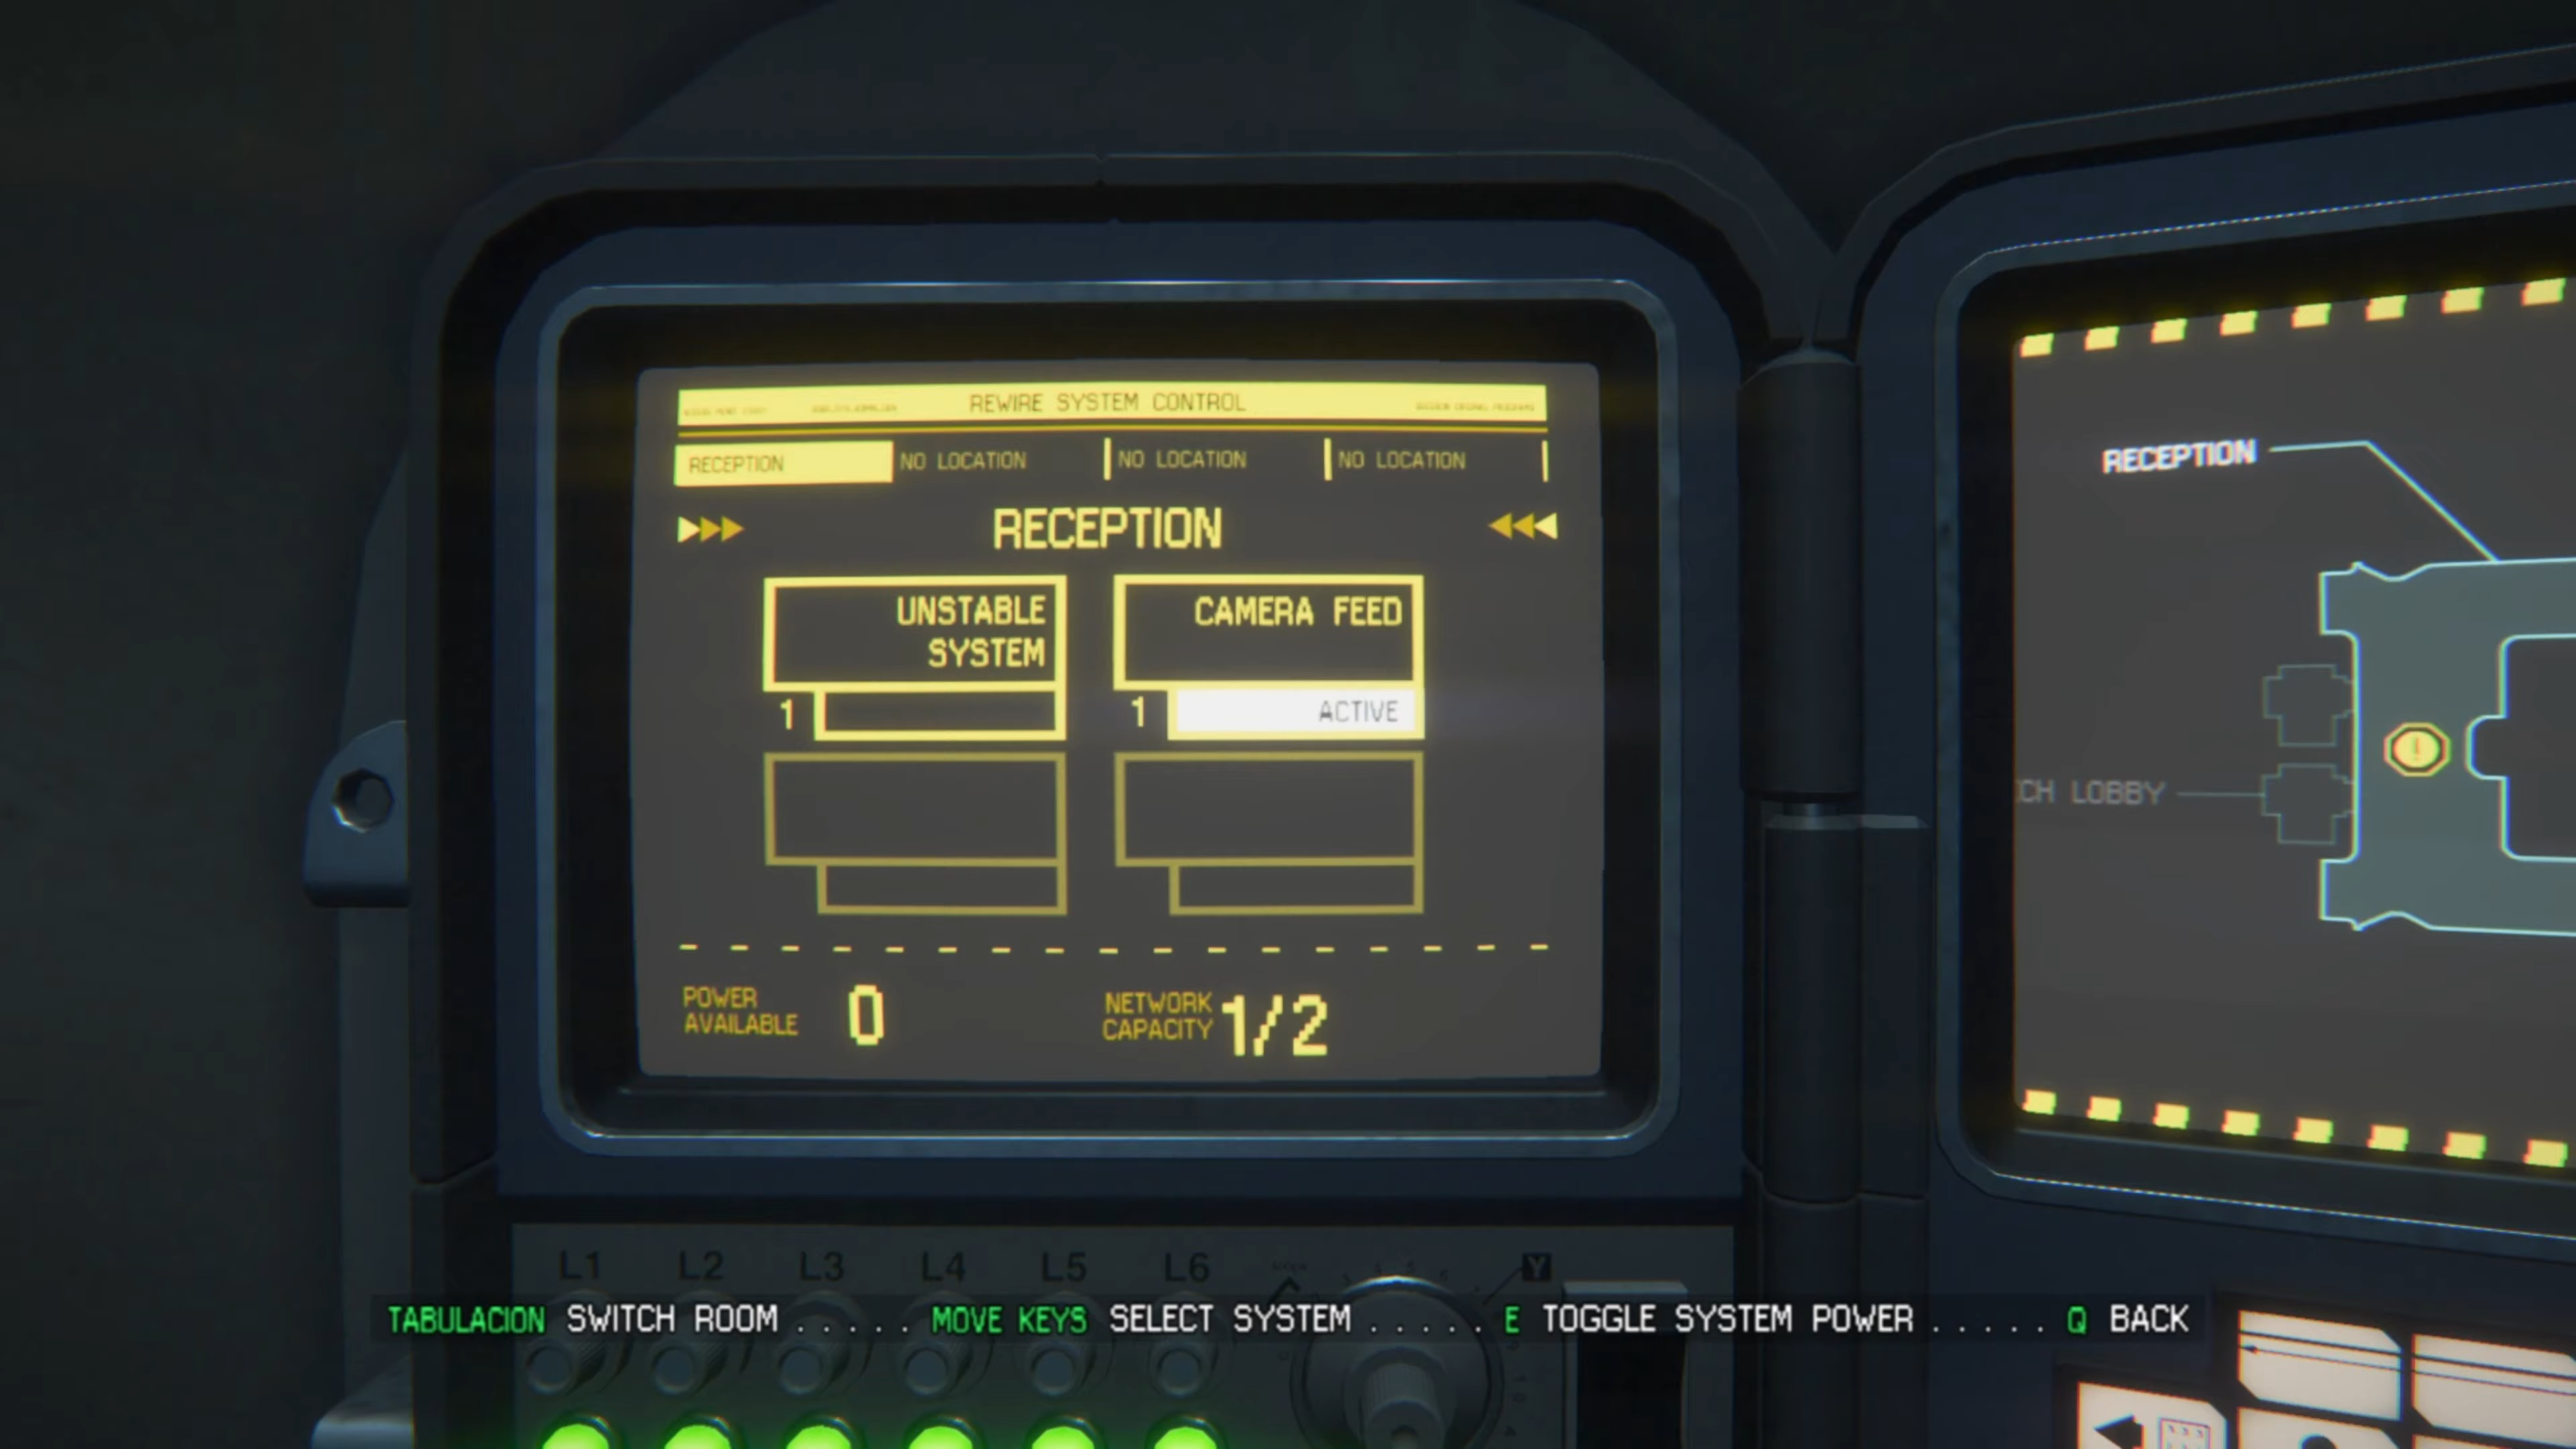 REWIRE SYSTEM CONTROL
RECEPTION NO LOCATION NO LOCATION NO LOCATION
RECEPTION
UNSTABLE
SYSTEM
1
CAMERA FEED
1 ACTIVE
POWER
AVAILABLE 0
NETWORK
CAPACITY 1/2
RECEPTION
CH LOBBY
L1 L2 L3 L4 L5 L6 Y
TABULACION SWITCH ROOM ..... MOVE KEYS SELECT SYSTEM ..... E TOGGLE SYSTEM POWER ..... Q BACK